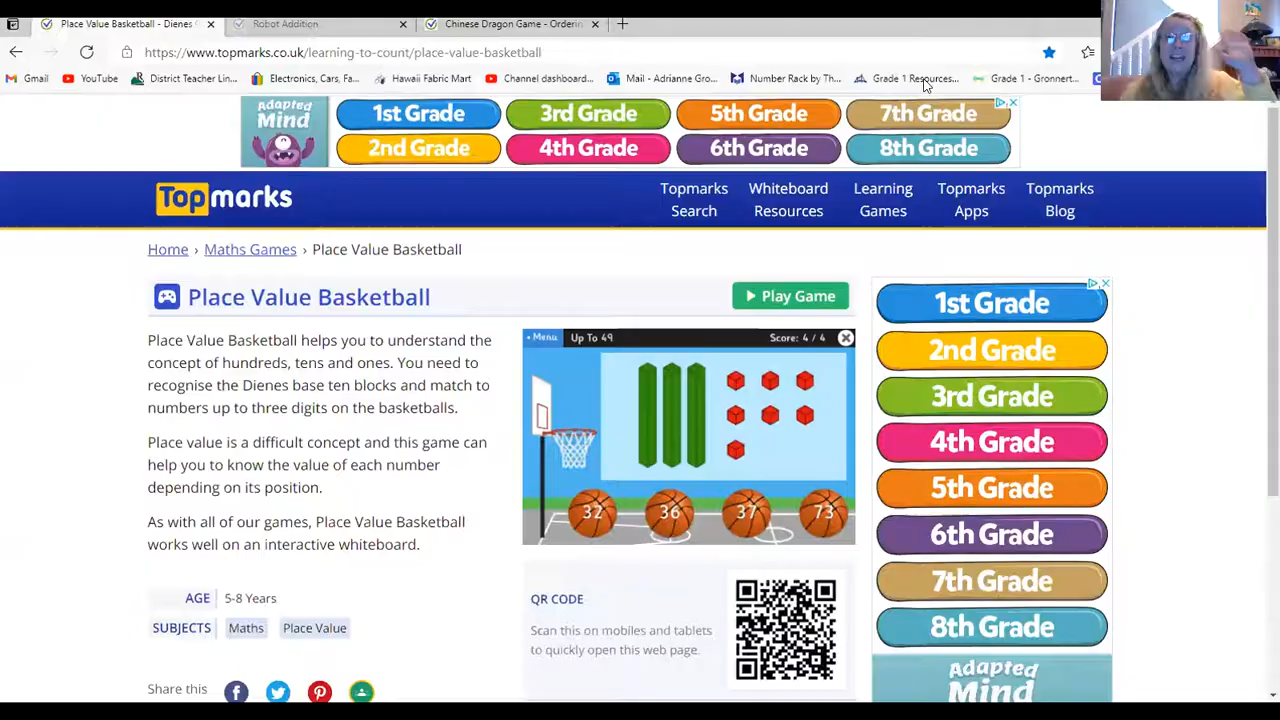 Place Value Basketball - Dienes
Robot Addition
Chinese Dragon Game - Orderin
https://www.topmarks.co.uk/learning-to-count/place-value-basketball
Gmail
YouTube
District Teacher Lin...
Electronics, Cars, Fa...
Hawaii Fabric Mart
Channel dashboard...
Mail - Adrianne Gro...
Number Rack by Th...
Grade 1 Resources...
Grade 1 - Gronnert...
Adapted
Mind
1st Grade
3rd Grade
5th Grade
7th Grade
2nd Grade
4th Grade
6th Grade
8th Grade
Topmarks
Topmarks Search
Whiteboard Resources
Learning Games
Topmarks Apps
Topmarks Blog
Home › Maths Games › Place Value Basketball
Place Value Basketball
Play Game
Place Value Basketball helps you to understand the
concept of hundreds, tens and ones. You need to
recognise the Dienes base ten blocks and match to
numbers up to three digits on the basketballs.
Place value is a difficult concept and this game can
help you to know the value of each number
depending on its position.
As with all of our games, Place Value Basketball
works well on an interactive whiteboard.
AGE 5-8 Years
SUBJECTS Maths Place Value
Share this
Menu Up To 49 Score: 4 / 4
32 36 37 73
QR CODE
Scan this on mobiles and tablets
to quickly open this web page.
1st Grade
2nd Grade
3rd Grade
4th Grade
5th Grade
6th Grade
7th Grade
8th Grade
Adapted
Mind